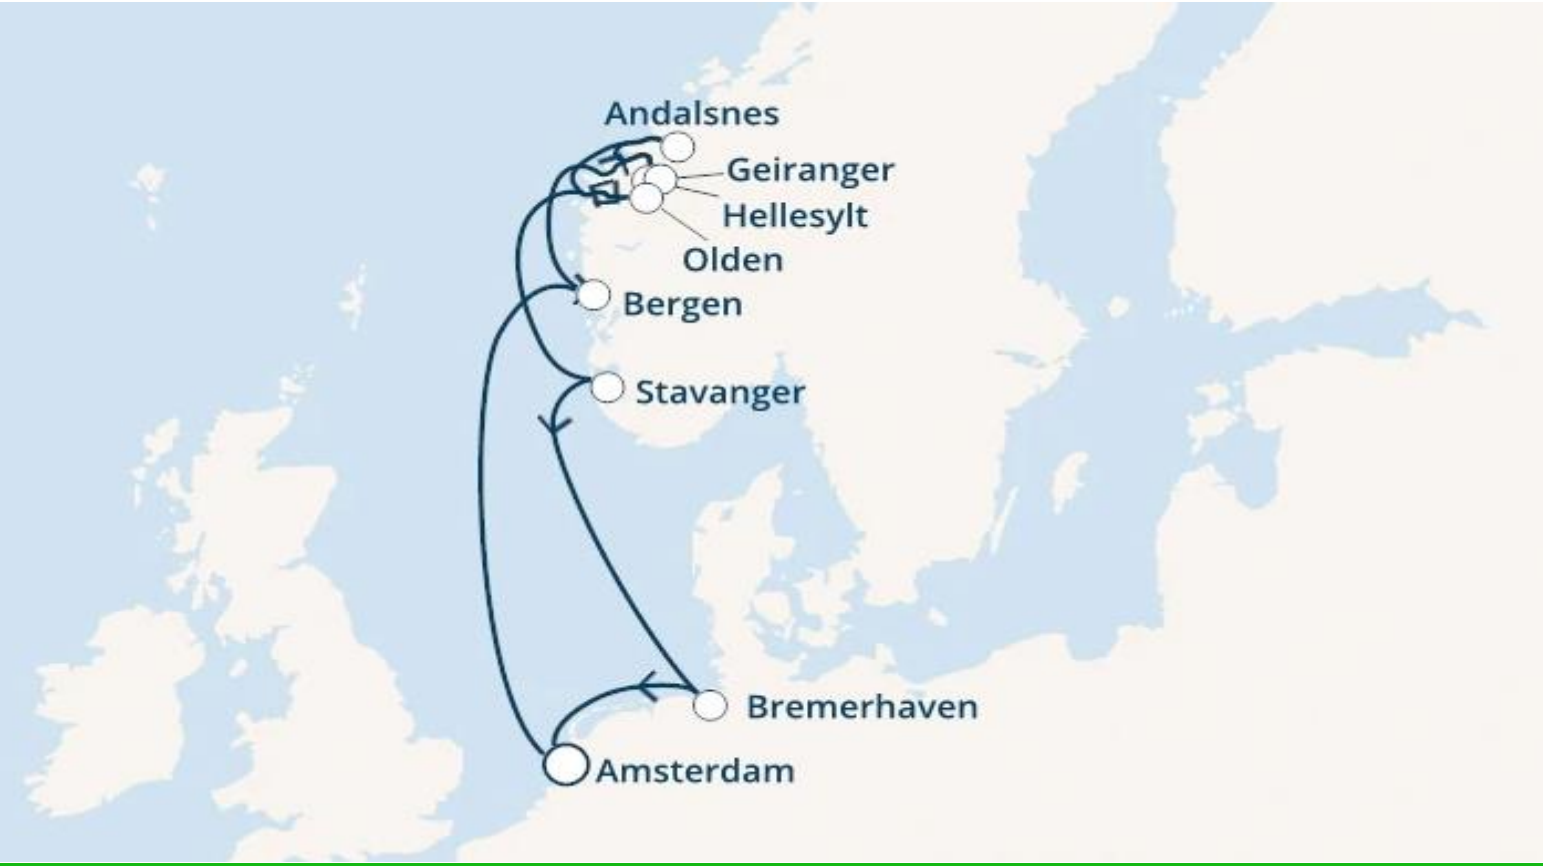 Andalsnes
Geiranger
Hellesylt
Olden
Bergen
Stavanger
Bremerhaven
Amsterdam